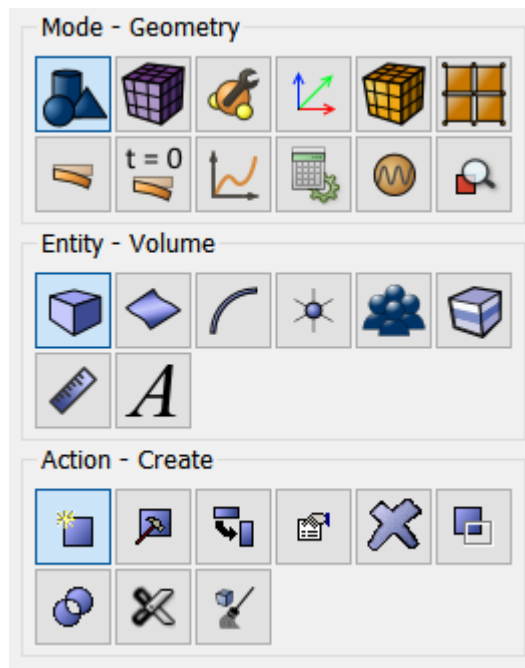 Mode - Geometry
t = 0
Entity - Volume
A
Action - Create